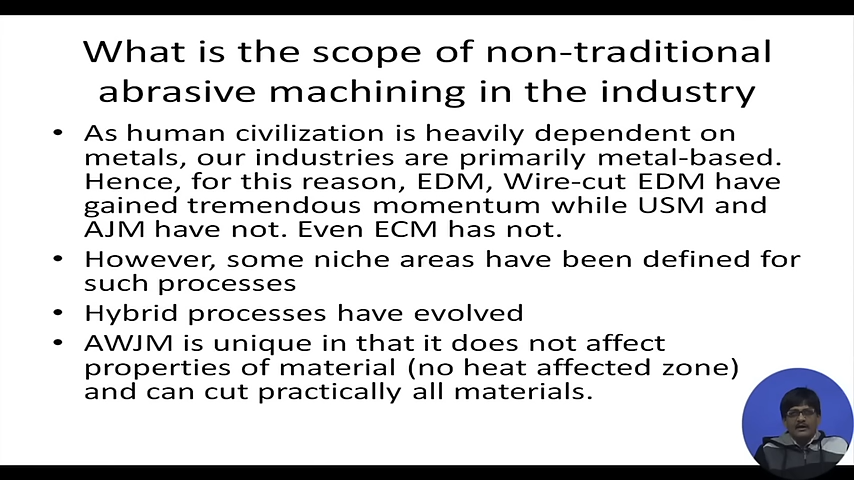 What is the scope of non-traditional
abrasive machining in the industry
• As human civilization is heavily dependent on
metals, our industries are primarily metal-based.
Hence, for this reason, EDM, Wire-cut EDM have
gained tremendous momentum while USM and
AJM have not. Even ECM has not.
• However, some niche areas have been defined for
such processes
• Hybrid processes have evolved
• AWJM is unique in that it does not affect
properties of material (no heat affected zone)
and can cut practically all materials.